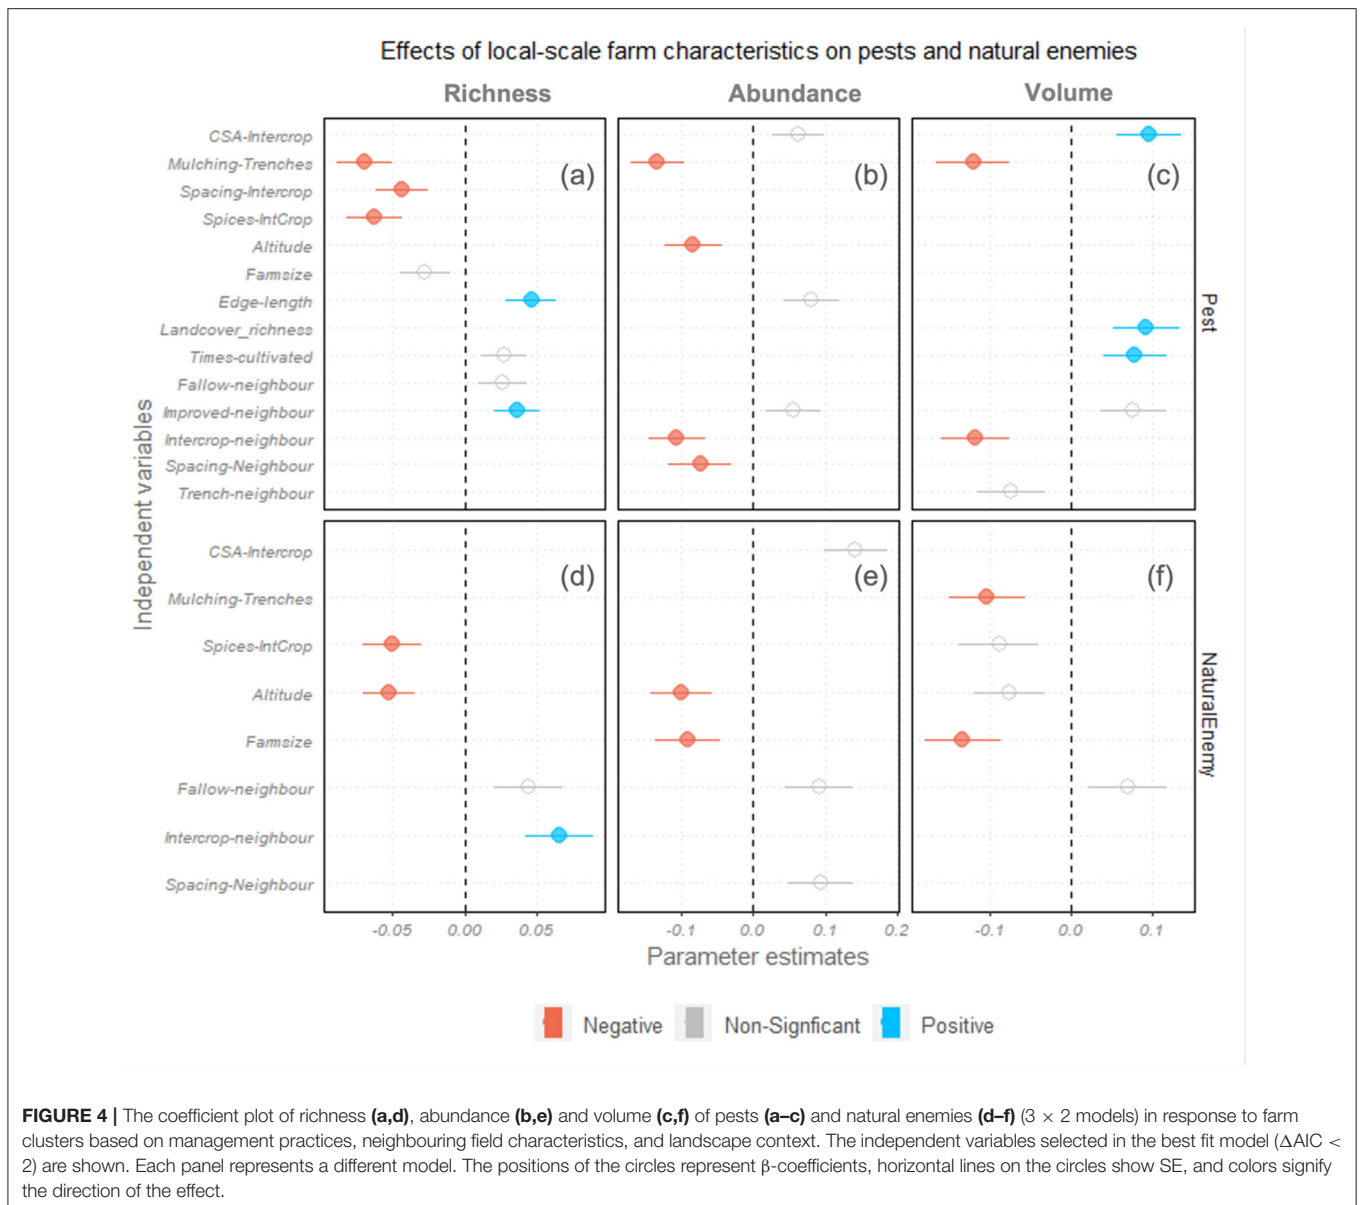 Effects of local-scale farm characteristics on pests and natural enemies
Richness
Abundance
Volume
Independent variables
CSA-Intercrop
Mulching-Trenches
Spacing-Intercrop
Spices-IntCrop
Altitude
Farmsize
Edge-length
Landcover_richness
Times-cultivated
Fallow-neighbour
Improved-neighbour
Intercrop-neighbour
Spacing-Neighbour
Trench-neighbour
(a)
(b)
(c)
Pest
CSA-Intercrop
Mulching-Trenches
Spices-IntCrop
Altitude
Farmsize
Fallow-neighbour
Intercrop-neighbour
Spacing-Neighbour
(d)
(e)
(f)
NaturalEnemy
-0.05 0.00 0.05
-0.1 0.0 0.1 0.2
-0.1 0.0 0.1
Parameter estimates
Negative Non-Signficant Positive
FIGURE 4 | The coefficient plot of richness (a,d), abundance (b,e) and volume (c,f) of pests (a–c) and natural enemies (d–f) (3 × 2 models) in response to farm
clusters based on management practices, neighbouring field characteristics, and landscape context. The independent variables selected in the best fit model (ΔAIC <
2) are shown. Each panel represents a different model. The positions of the circles represent β-coefficients, horizontal lines on the circles show SE, and colors signify
the direction of the effect.